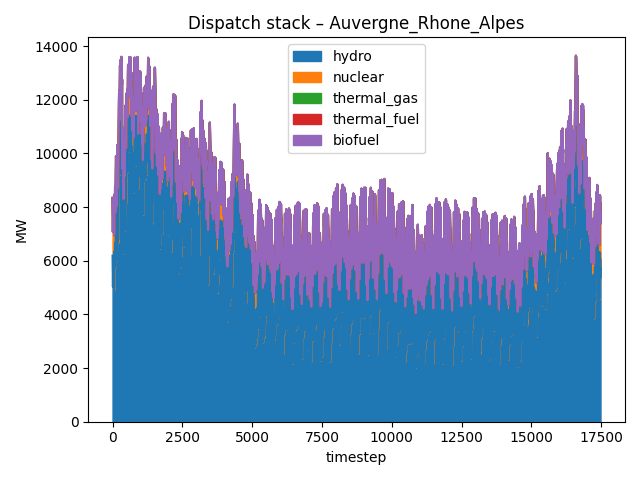 Dispatch stack – Auvergne_Rhone_Alpes
hydro
nuclear
thermal_gas
thermal_fuel
biofuel
MW
14000
12000
10000
8000
6000
4000
2000
0
0 2500 5000 7500 10000 12500 15000 17500
timestep